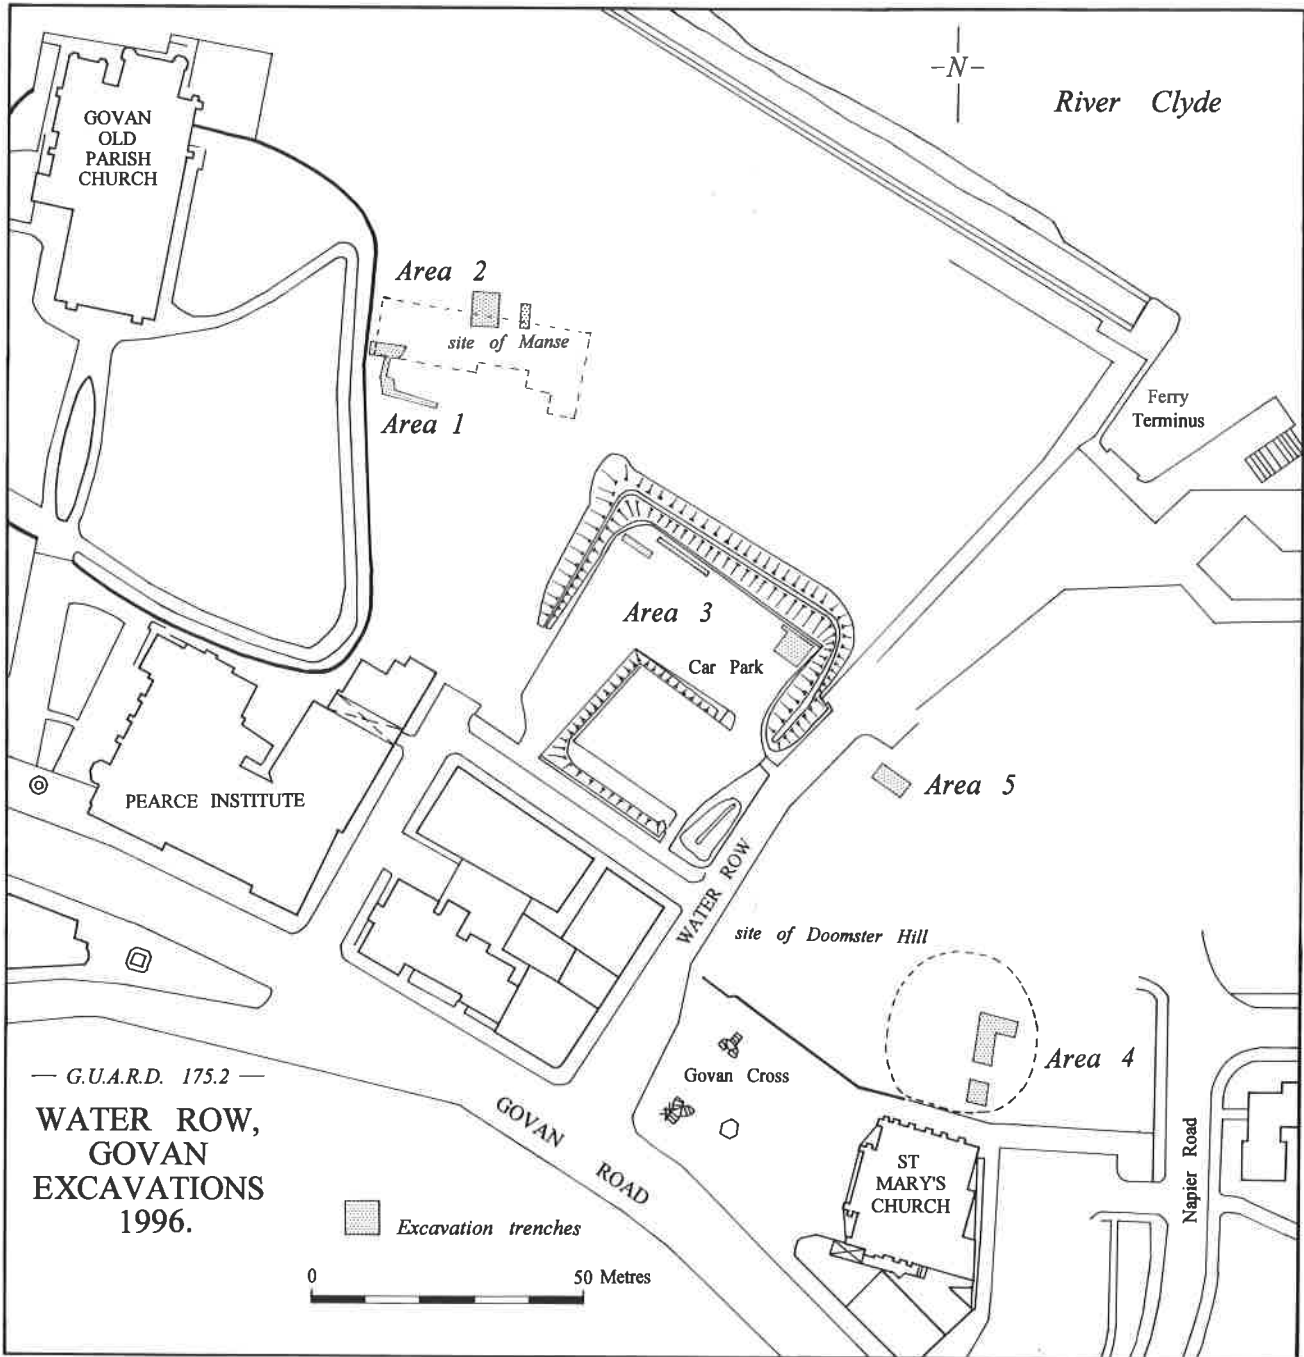 -N-
River Clyde
GOVAN
OLD
PARISH
CHURCH
Area 2
site of Manse
Area 1
Ferry
Terminus
Area 3
Car Park
PEARCE INSTITUTE
Area 5
WATER ROW
site of Doomster Hill
Area 4
Govan Cross
— G.U.A.R.D. 175.2 —
WATER ROW,
GOVAN
EXCAVATIONS
1996.
GOVAN ROAD
ST
MARY'S
CHURCH
Napier Road
Excavation trenches
0 50 Metres